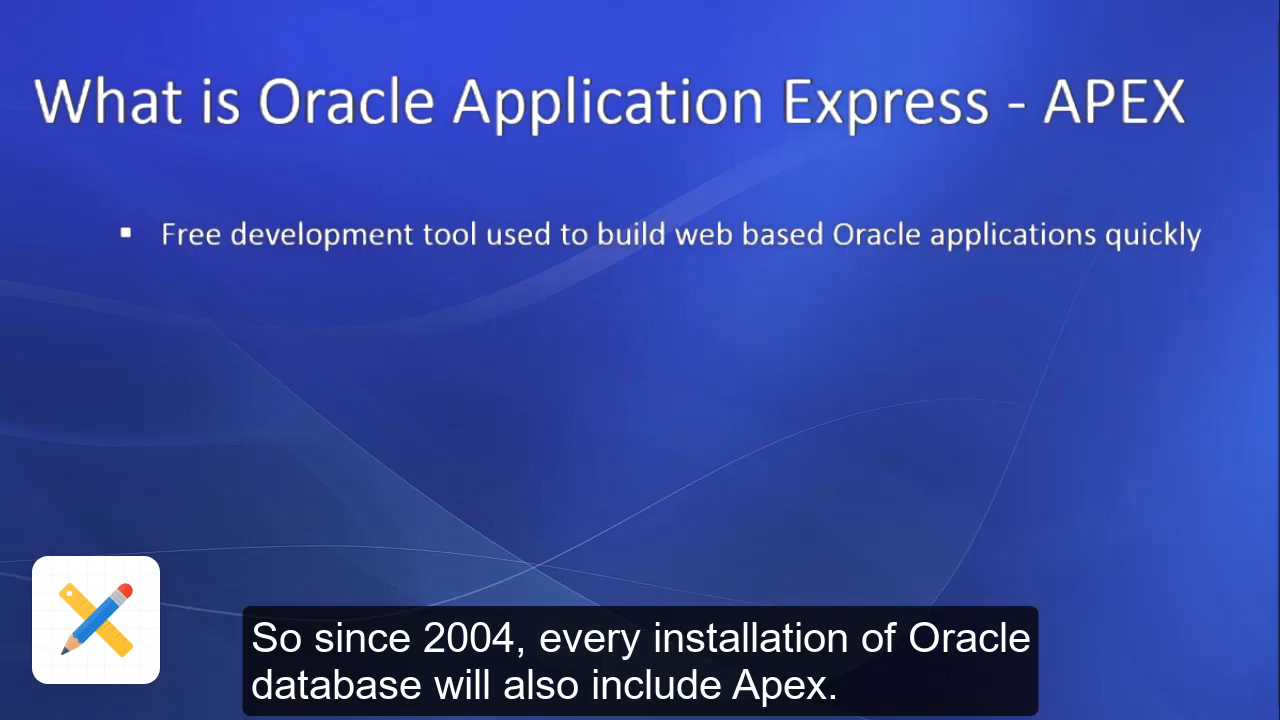 What is Oracle Application Express - APEX
▪ Free development tool used to build web based Oracle applications quickly
So since 2004, every installation of Oracle
database will also include Apex.